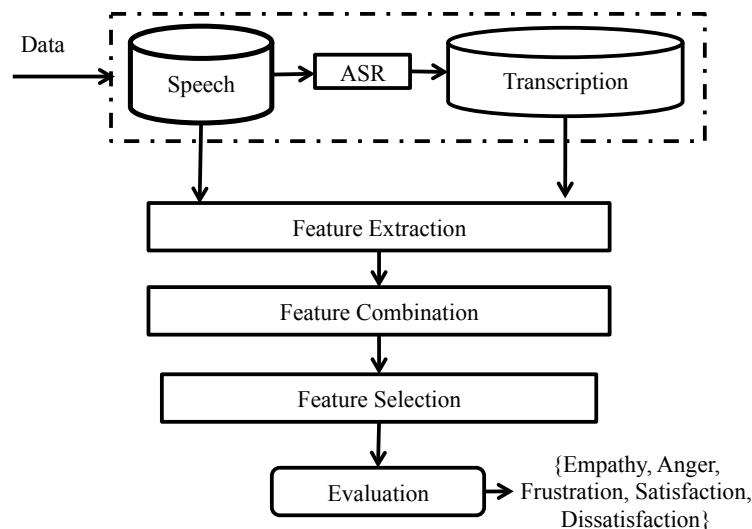 Data
Speech
ASR
Transcription
Feature Extraction
Feature Combination
Feature Selection
Evaluation
{Empathy, Anger,
Frustration, Satisfaction,
Dissatisfaction}